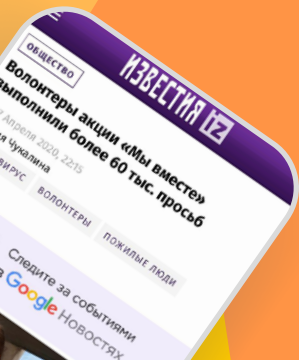 ИЗВЕСТИЯ iz
ОБЩЕСТВО
Волонтеры акции «Мы вместе»
выполнили более 60 тыс. просьб
7 Апреля 2020, 22:15
я Чукалина
ВИРУС ВОЛОНТЕРЫ ПОЖИЛЫЕ ЛЮДИ
Следите за событиями
в Google Новостях